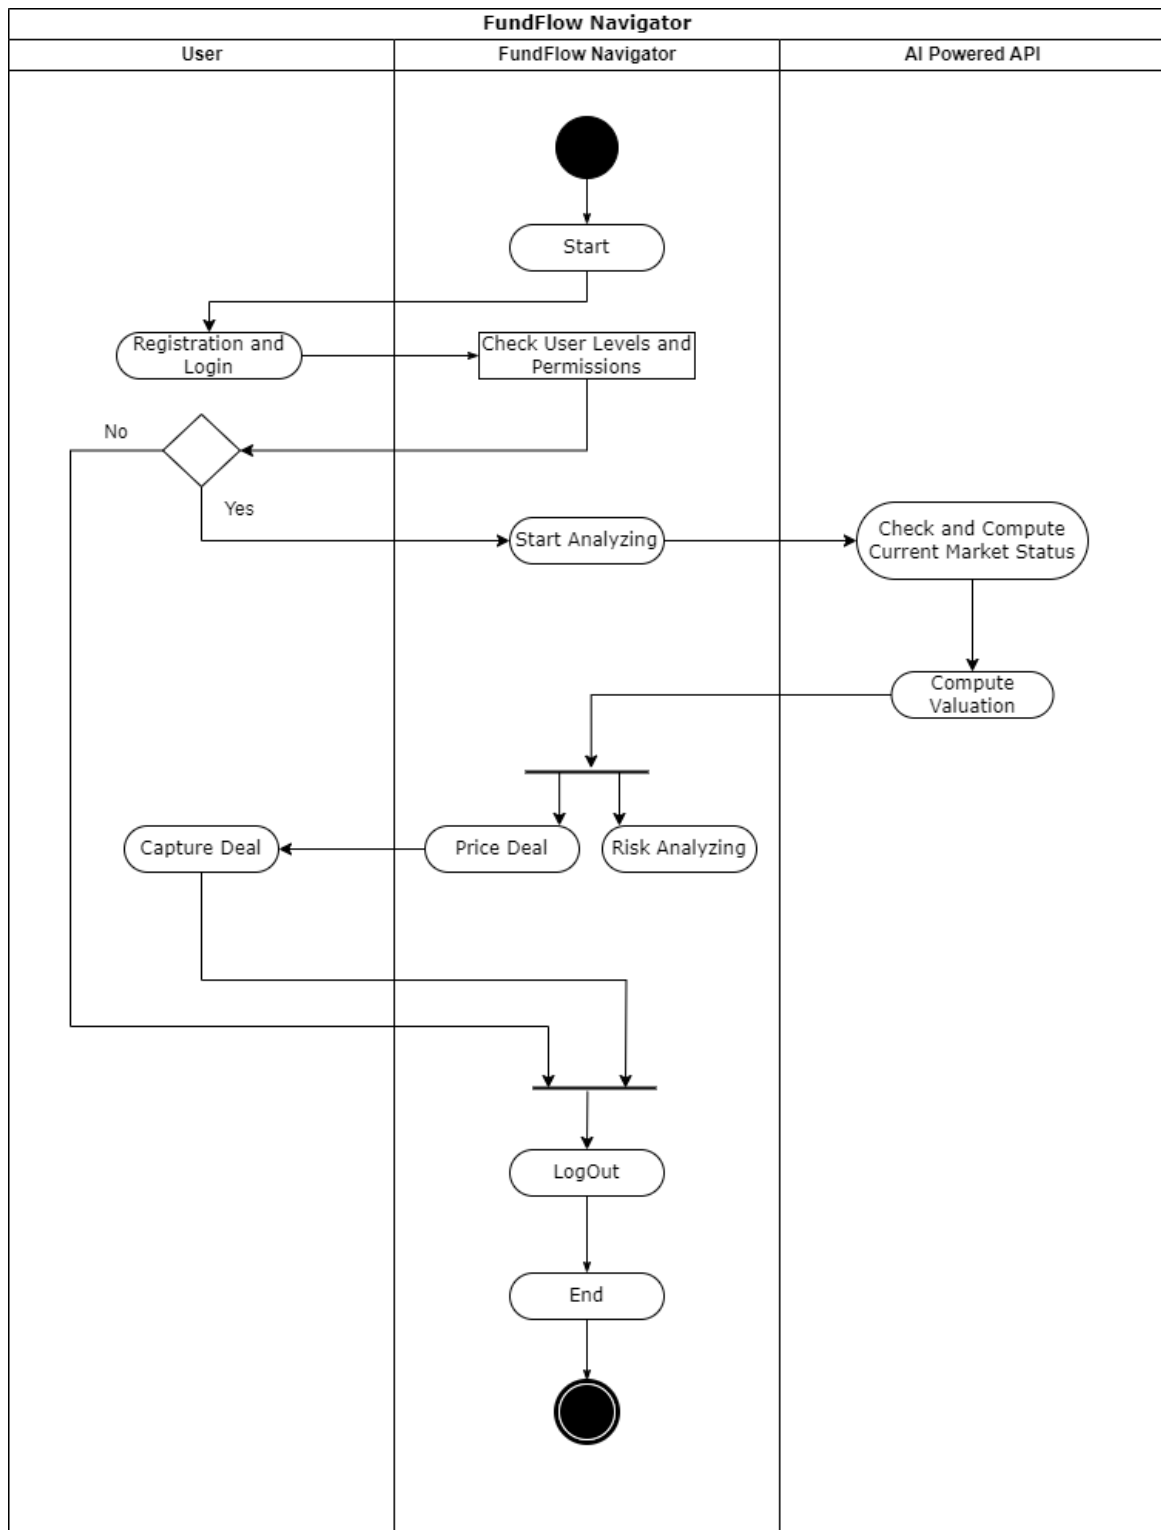 FundFlow Navigator
User
FundFlow Navigator
AI Powered API
Start
Registration and
Login
Check User Levels and
Permissions
No
Yes
Start Analyzing
Check and Compute
Current Market Status
Compute
Valuation
Capture Deal
Price Deal
Risk Analyzing
LogOut
End